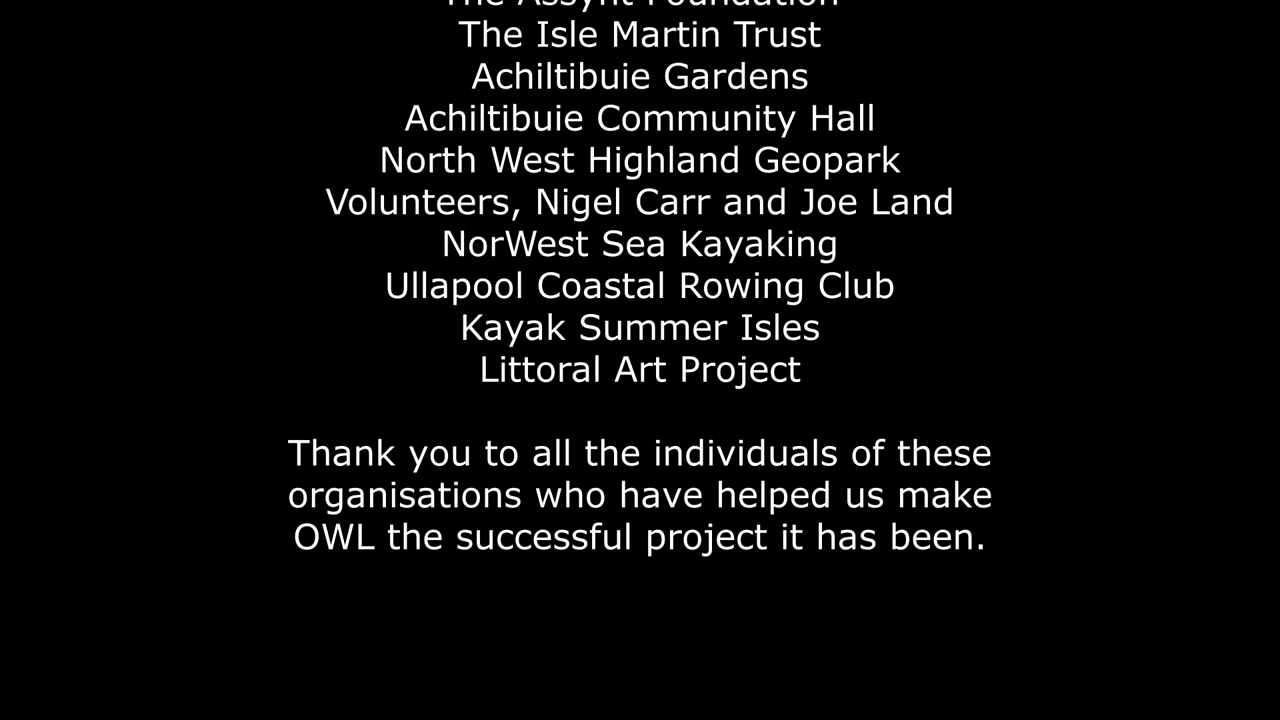 The Assynt Foundation
The Isle Martin Trust
Achiltibuie Gardens
Achiltibuie Community Hall
North West Highland Geopark
Volunteers, Nigel Carr and Joe Land
NorWest Sea Kayaking
Ullapool Coastal Rowing Club
Kayak Summer Isles
Littoral Art Project
Thank you to all the individuals of these
organisations who have helped us make
OWL the successful project it has been.